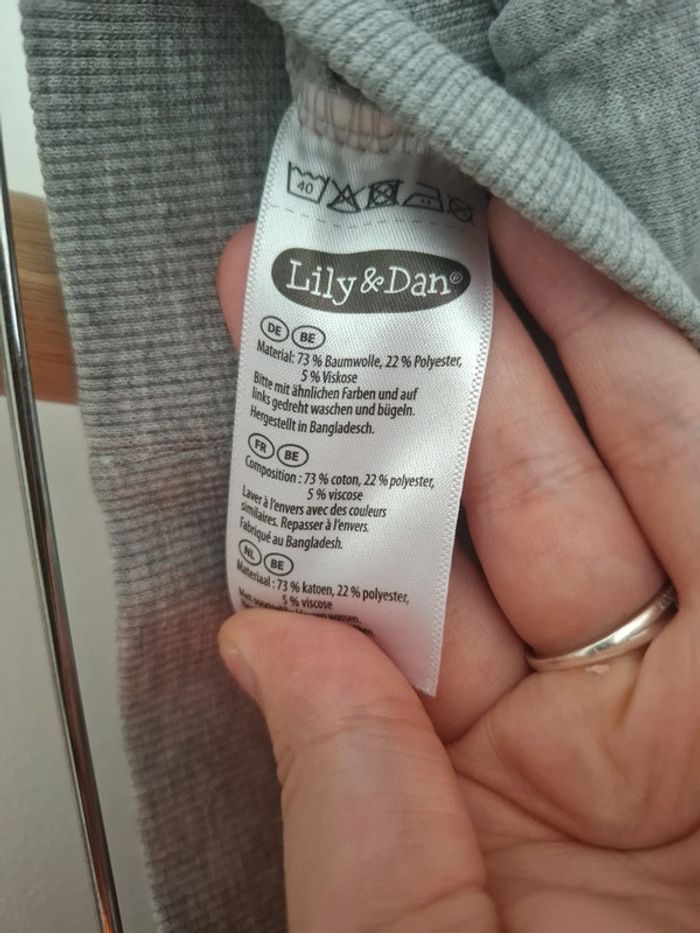 40
Lily&Dan®
DE BE
Material: 73 % Baumwolle, 22 % Polyester,
5 % Viskose
Bitte mit ähnlichen Farben und auf
links gedreht waschen und bügeln.
Hergestellt in Bangladesch.
FR BE
Composition : 73 % coton, 22 % polyester,
5 % viscose
Laver à l'envers avec des couleurs
similaires. Repasser à l'envers.
Fabriqué au Bangladesh.
NL BE
Materiaal : 73 % katoen, 22 % polyester,
5 % viscose
wassen.